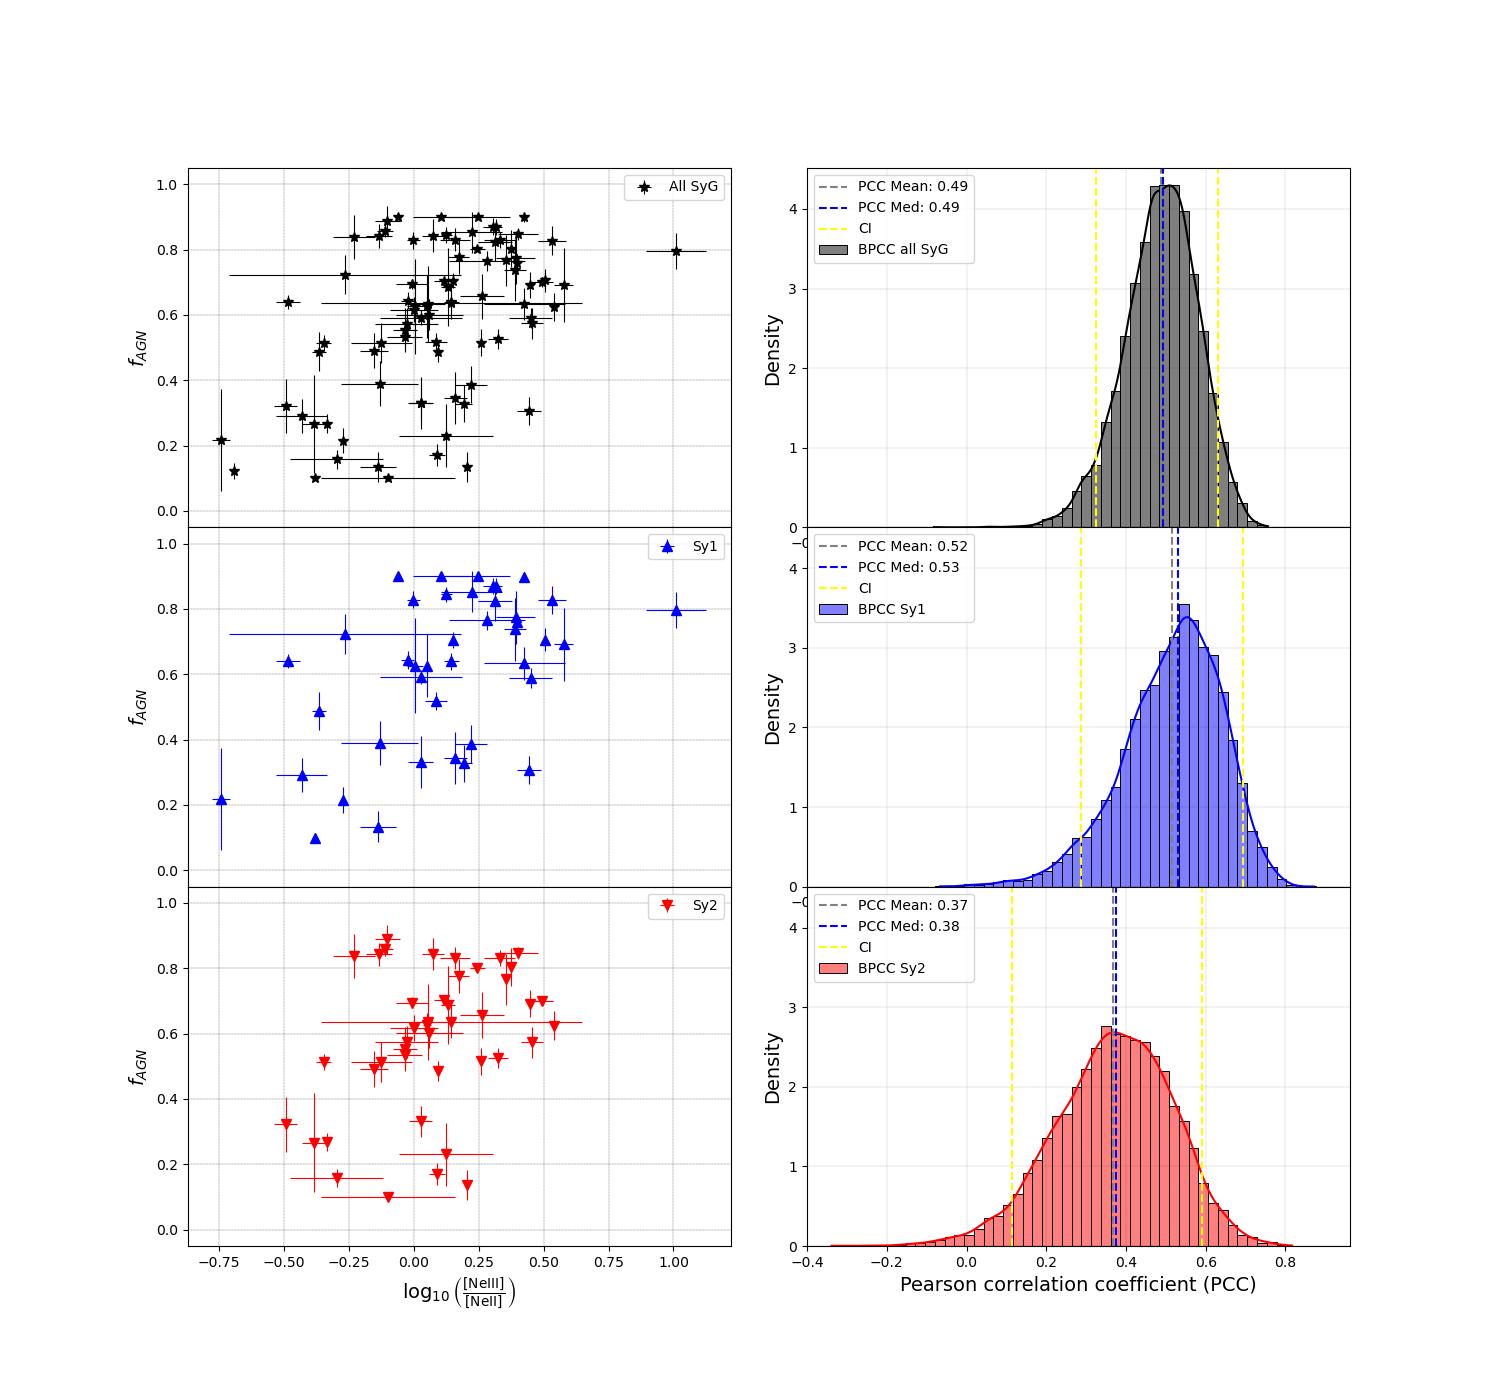 All SyG
1.0
0.8
0.6
0.4
0.2
0.0
f_AGN
Sy1
1.0
0.8
0.6
0.4
0.2
0.0
f_AGN
Sy2
1.0
0.8
0.6
0.4
0.2
0.0
f_AGN
−0.75 −0.50 −0.25 0.00 0.25 0.50 0.75 1.00
log10 ([NeIII]/[NeII])
PCC Mean: 0.49
PCC Med: 0.49
CI
BPCC all SyG
4
3
2
1
0
Density
PCC Mean: 0.52
PCC Med: 0.53
CI
BPCC Sy1
4
3
2
1
0
Density
PCC Mean: 0.37
PCC Med: 0.38
CI
BPCC Sy2
4
3
2
1
0
Density
−0.4 −0.2 0.0 0.2 0.4 0.6 0.8
Pearson correlation coefficient (PCC)